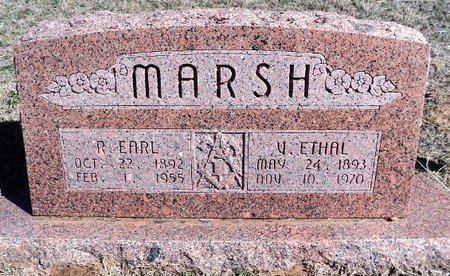 MARSH
R. EARL
OCT. 22 1892
FEB. 1 1955
V. ETHAL
MAY 24, 1893
NOV. 10, 1970